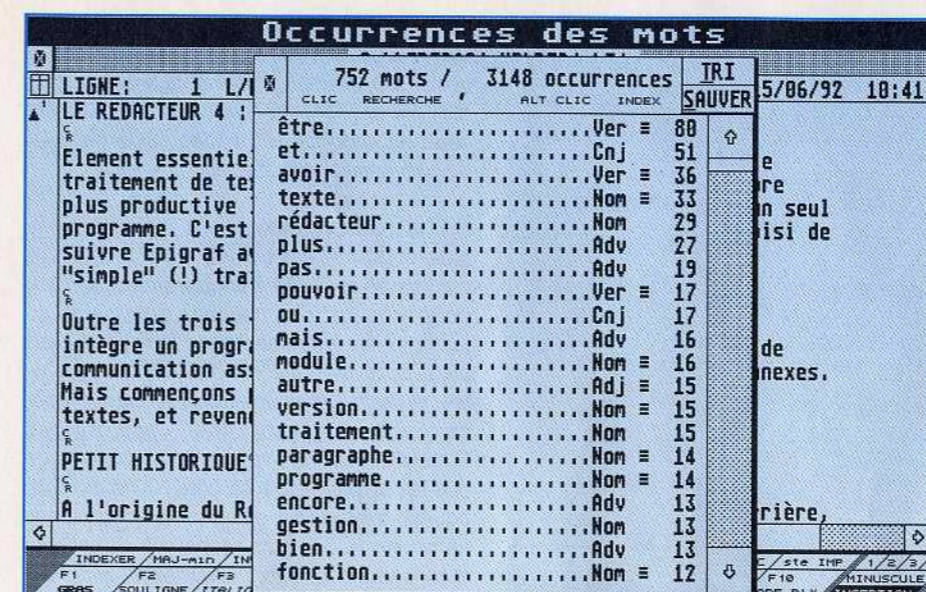 Occurrences des mots
LIGNE: 1 L/
752 mots / 3148 occurrences
CLIC RECHERCHE ALT CLIC INDEX
TRI
SAUVER
5/06/92 10:41
LE REDACTEUR 4 :
Element essentie
traitement de te
plus productive
programme. C'est
suivre Epigraf a
"simple" (!) tra
Outre les trois
intègre un progr
communication as
Mais commençons
textes, et reven
PETIT HISTORIQUE
A l'origine du R
être........................Ver ≡ 80
et..........................Cnj 51
avoir.......................Ver ≡ 36
texte.......................Nom ≡ 33
rédacteur...................Nom 29
plus........................Adv 27
pas.........................Adv 19
pouvoir.....................Ver ≡ 17
ou..........................Cnj 17
mais........................Adv 16
module......................Nom ≡ 16
autre.......................Adj ≡ 15
version.....................Nom ≡ 15
traitement..................Nom 15
paragraphe..................Nom ≡ 14
programme...................Nom ≡ 14
encore......................Adv 13
gestion.....................Nom 13
bien........................Adv 13
fonction....................Nom ≡ 12
e
re
n seul
isi de
de
nexes.
rière,
INDEXER MAJ-min
F1 F2 F3
GRAS SOULIGNE
ste IMP 1/2/3/
F10 MINUSCULE